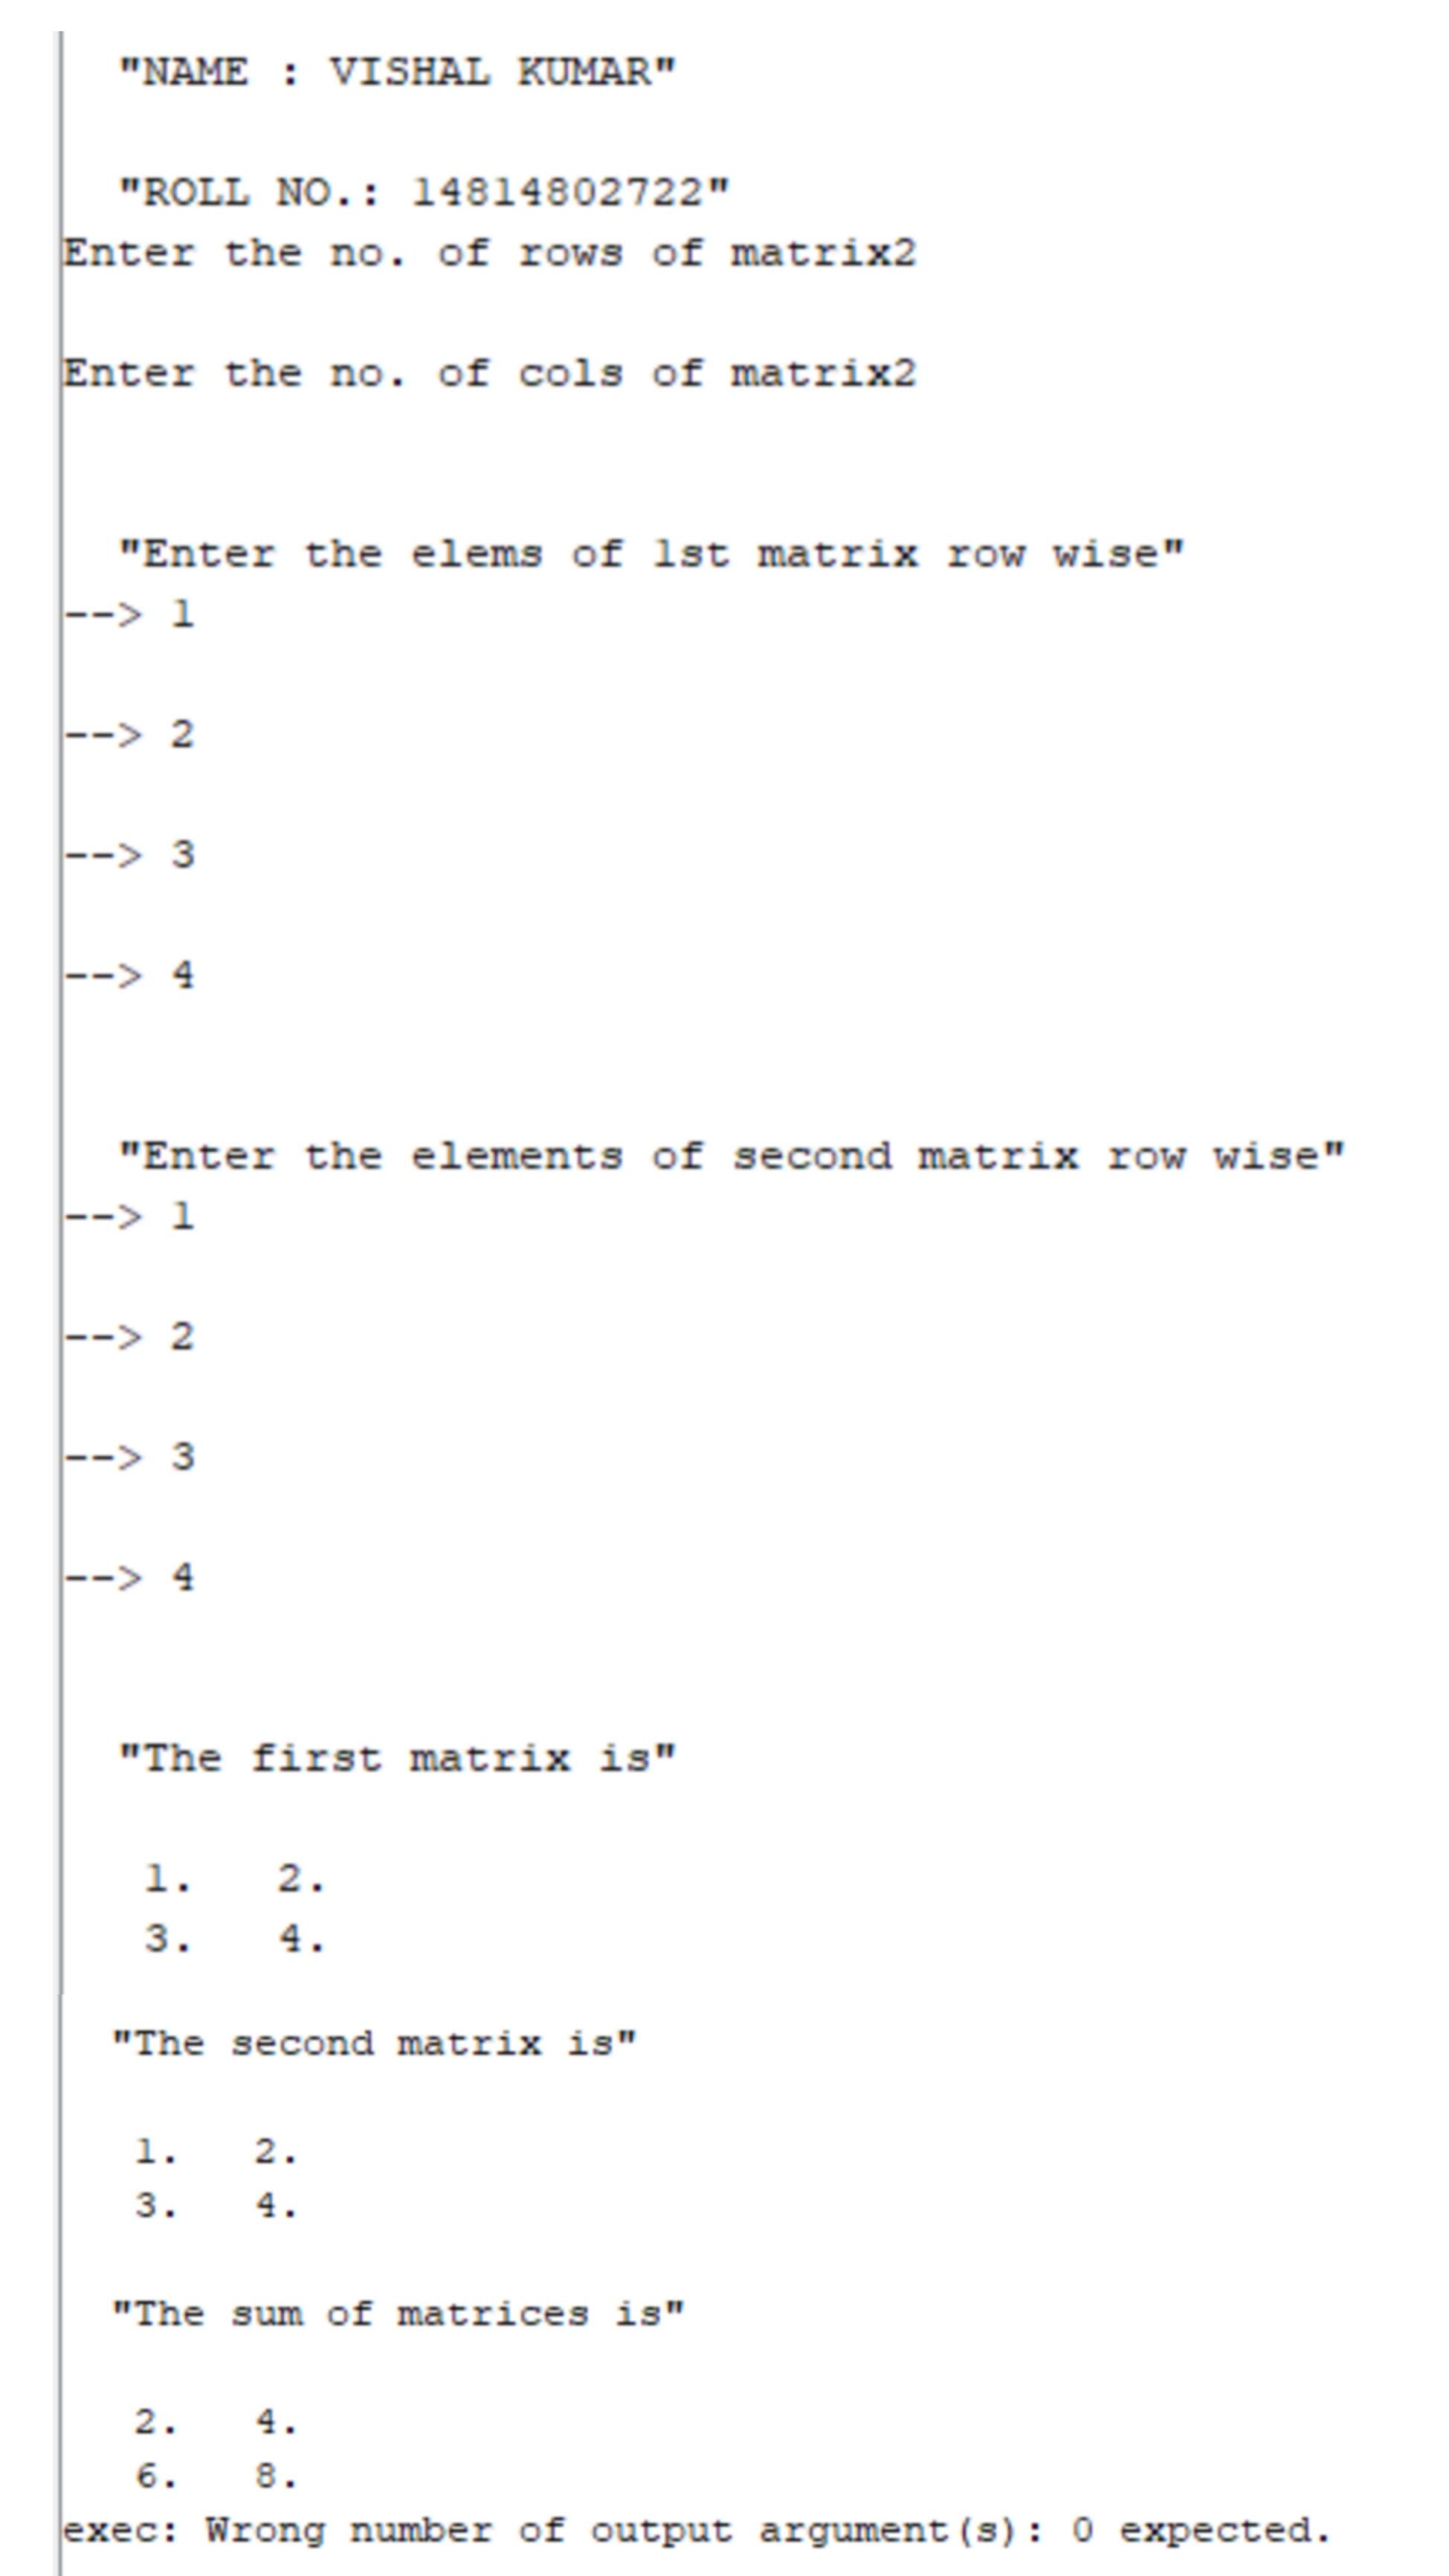 "NAME : VISHAL KUMAR"
"ROLL NO.: 14814802722"
Enter the no. of rows of matrix2
Enter the no. of cols of matrix2
"Enter the elems of 1st matrix row wise"
--> 1
--> 2
--> 3
--> 4
"Enter the elements of second matrix row wise"
--> 1
--> 2
--> 3
--> 4
"The first matrix is"
1. 2.
3. 4.
"The second matrix is"
1. 2.
3. 4.
"The sum of matrices is"
2. 4.
6. 8.
exec: Wrong number of output argument(s): 0 expected.